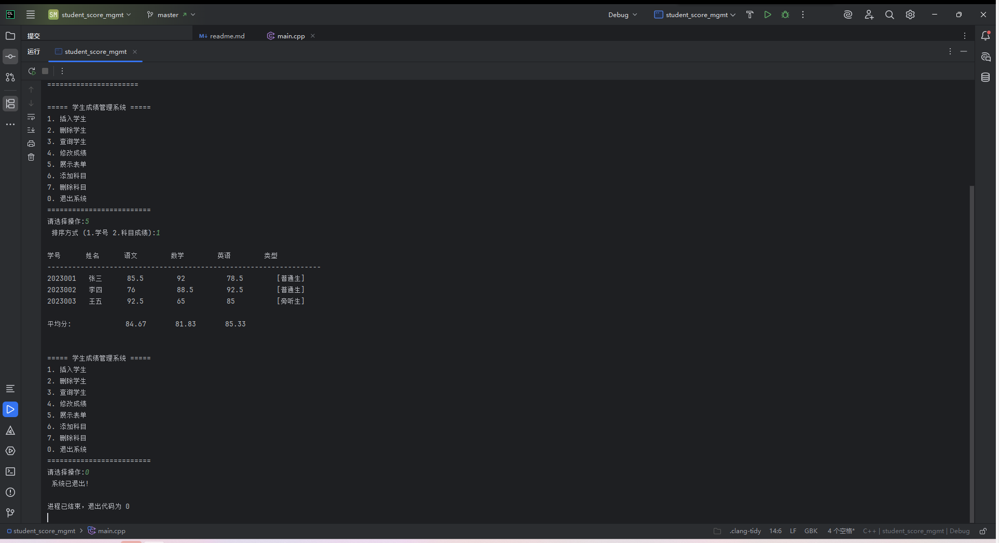 CL
SM student_score_mgmt
master
Debug
student_score_mgmt
提交
M↓ readme.md
main.cpp
运行
student_score_mgmt
======================
===== 学生成绩管理系统 =====
1. 插入学生
2. 删除学生
3. 查询学生
4. 修改成绩
5. 展示表单
6. 添加科目
7. 删除科目
0. 退出系统
=========================
请选择操作:5
排序方式 (1.学号 2.科目成绩):1
学号 姓名 语文 数学 英语 类型
------------------------------------------------------------------
2023001 张三 85.5 92 78.5 [普通生]
2023002 李四 76 88.5 92.5 [普通生]
2023003 王五 92.5 65 85 [旁听生]
平均分: 84.67 81.83 85.33
===== 学生成绩管理系统 =====
1. 插入学生
2. 删除学生
3. 查询学生
4. 修改成绩
5. 展示表单
6. 添加科目
7. 删除科目
0. 退出系统
=========================
请选择操作:0
系统已退出!
进程已结束，退出代码为 0
student_score_mgmt > main.cpp
.clang-tidy 14:6 LF GBK 4 个空格* C++ | student_score_mgmt | Debug